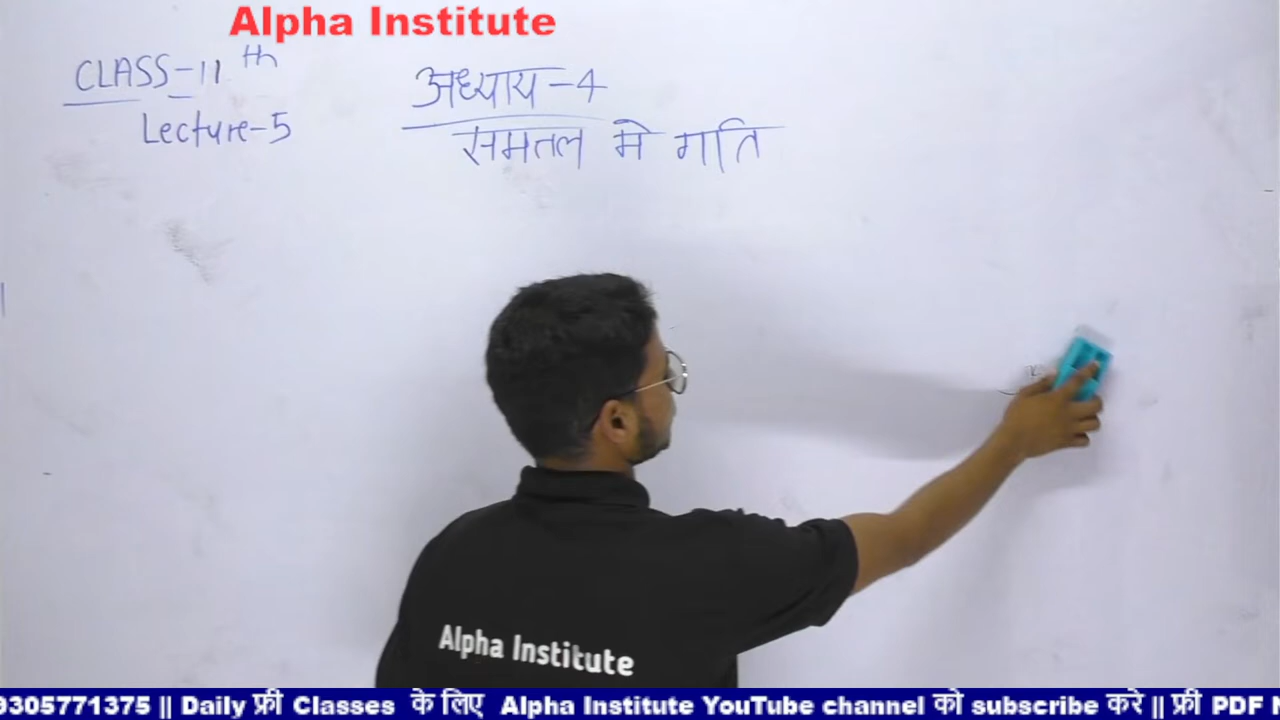 Alpha Institute
CLASS-11th
Lecture-5
अध्याय-4
समतल मे गति
Alpha Institute
9305771375 || Daily फ्री Classes के लिए Alpha Institute YouTube channel को subscribe करे || फ्री PDF